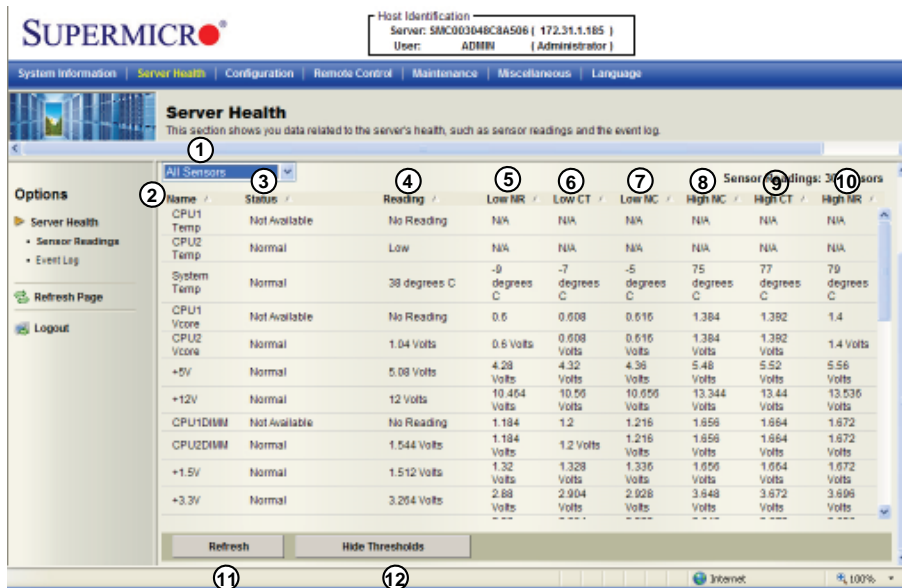 SUPERMICRO
Host Identification
Server: SMC003048C8A506 ( 172.31.1.185 )
User: ADMIN ( Administrator )
System Information | Server Health | Configuration | Remote Control | Maintenance | Miscellaneous | Language
Server Health
This section shows you data related to the server's health, such as sensor readings and the event log.
1
All Sensors
Options
Server Health
Sensor Readings
Event Log
Refresh Page
Logout
3 4 5 6 7 8 9 10
Sensor Readings: 30 sensors
2 Name Status Reading Low NR Low CT Low NC High NC High CT High NR
CPU1 Temp Not Available No Reading N/A N/A N/A N/A N/A N/A
CPU2 Temp Normal Low N/A N/A N/A N/A N/A N/A
System Temp Normal 38 degrees C -9 degrees C -7 degrees C -5 degrees C 75 degrees C 77 degrees C 79 degrees C
CPU1 Vcore Not Available No Reading 0.6 0.608 0.616 1.384 1.392 1.4
CPU2 Vcore Normal 1.04 Volts 0.6 Volts 0.608 Volts 0.616 Volts 1.384 Volts 1.392 Volts 1.4 Volts
+5V Normal 5.08 Volts 4.28 Volts 4.32 Volts 4.36 Volts 5.48 Volts 5.52 Volts 5.56 Volts
+12V Normal 12 Volts 10.464 Volts 10.56 Volts 10.656 Volts 13.344 Volts 13.44 Volts 13.536 Volts
CPU1DIMM Not Available No Reading 1.184 1.2 1.216 1.656 1.664 1.672
CPU2DIMM Normal 1.544 Volts 1.184 Volts 1.2 Volts 1.216 Volts 1.656 Volts 1.664 Volts 1.672 Volts
+1.5V Normal 1.512 Volts 1.32 Volts 1.328 Volts 1.336 Volts 1.656 Volts 1.664 Volts 1.672 Volts
+3.3V Normal 3.264 Volts 2.88 Volts 2.904 Volts 2.928 Volts 3.648 Volts 3.672 Volts 3.696 Volts
Refresh Hide Thresholds
11 12
Internet 100%